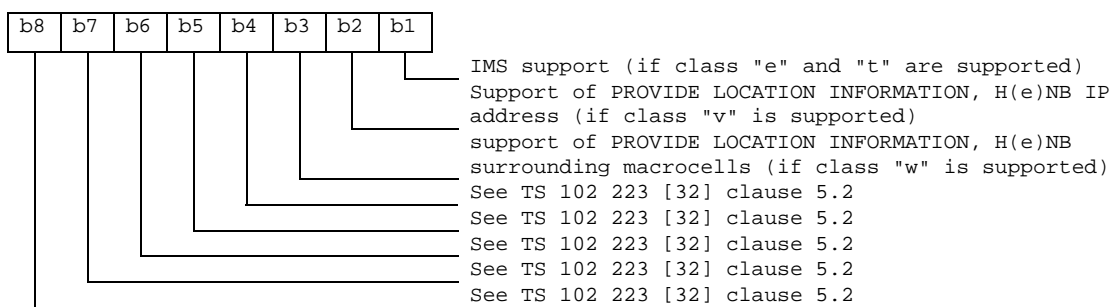 b8 b7 b6 b5 b4 b3 b2 b1
IMS support (if class "e" and "t" are supported)
Support of PROVIDE LOCATION INFORMATION, H(e)NB IP
address (if class "v" is supported)
support of PROVIDE LOCATION INFORMATION, H(e)NB
surrounding macrocells (if class "w" is supported)
See TS 102 223 [32] clause 5.2
See TS 102 223 [32] clause 5.2
See TS 102 223 [32] clause 5.2
See TS 102 223 [32] clause 5.2
See TS 102 223 [32] clause 5.2